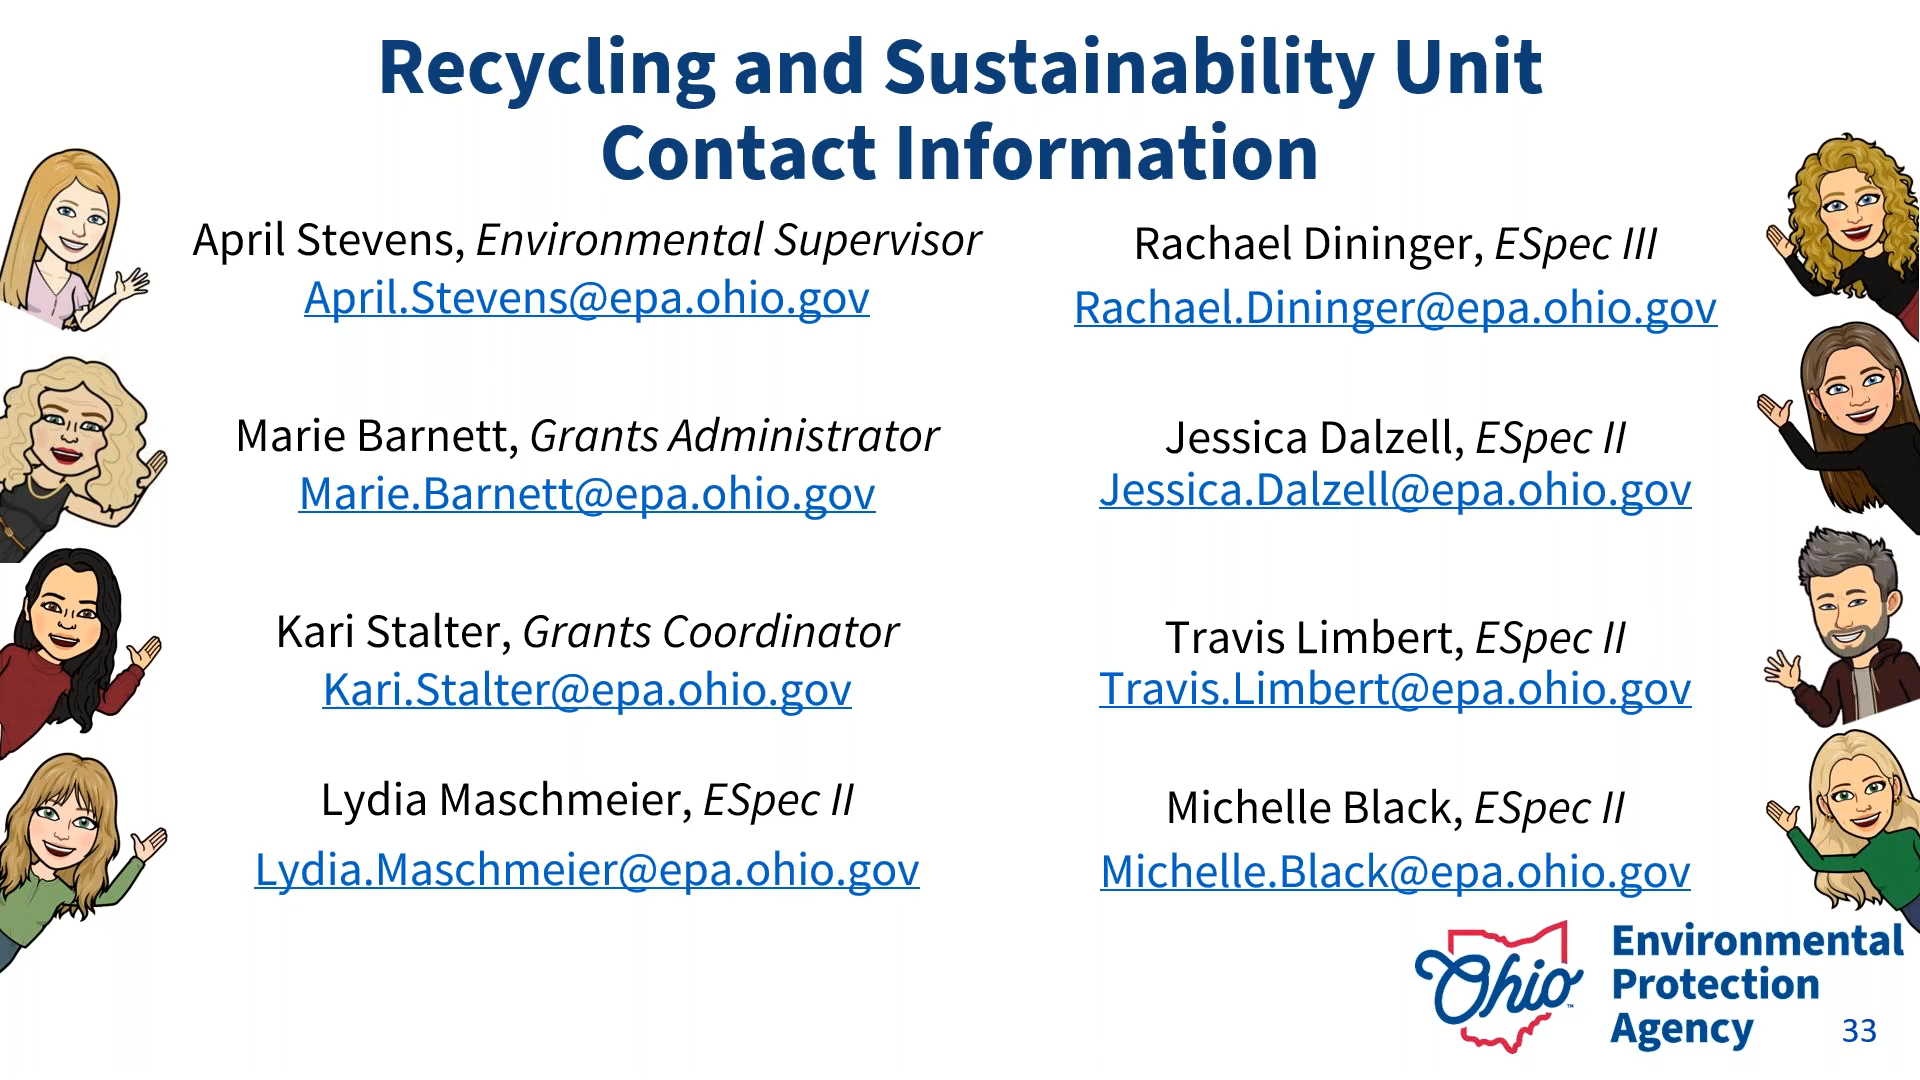 Recycling and Sustainability Unit
Contact Information
April Stevens, Environmental Supervisor
April.Stevens@epa.ohio.gov
Marie Barnett, Grants Administrator
Marie.Barnett@epa.ohio.gov
Kari Stalter, Grants Coordinator
Kari.Stalter@epa.ohio.gov
Lydia Maschmeier, ESpec II
Lydia.Maschmeier@epa.ohio.gov
Rachael Dininger, ESpec III
Rachael.Dininger@epa.ohio.gov
Jessica Dalzell, ESpec II
Jessica.Dalzell@epa.ohio.gov
Travis Limbert, ESpec II
Travis.Limbert@epa.ohio.gov
Michelle Black, ESpec II
Michelle.Black@epa.ohio.gov
Ohio™
Environmental
Protection
Agency
33